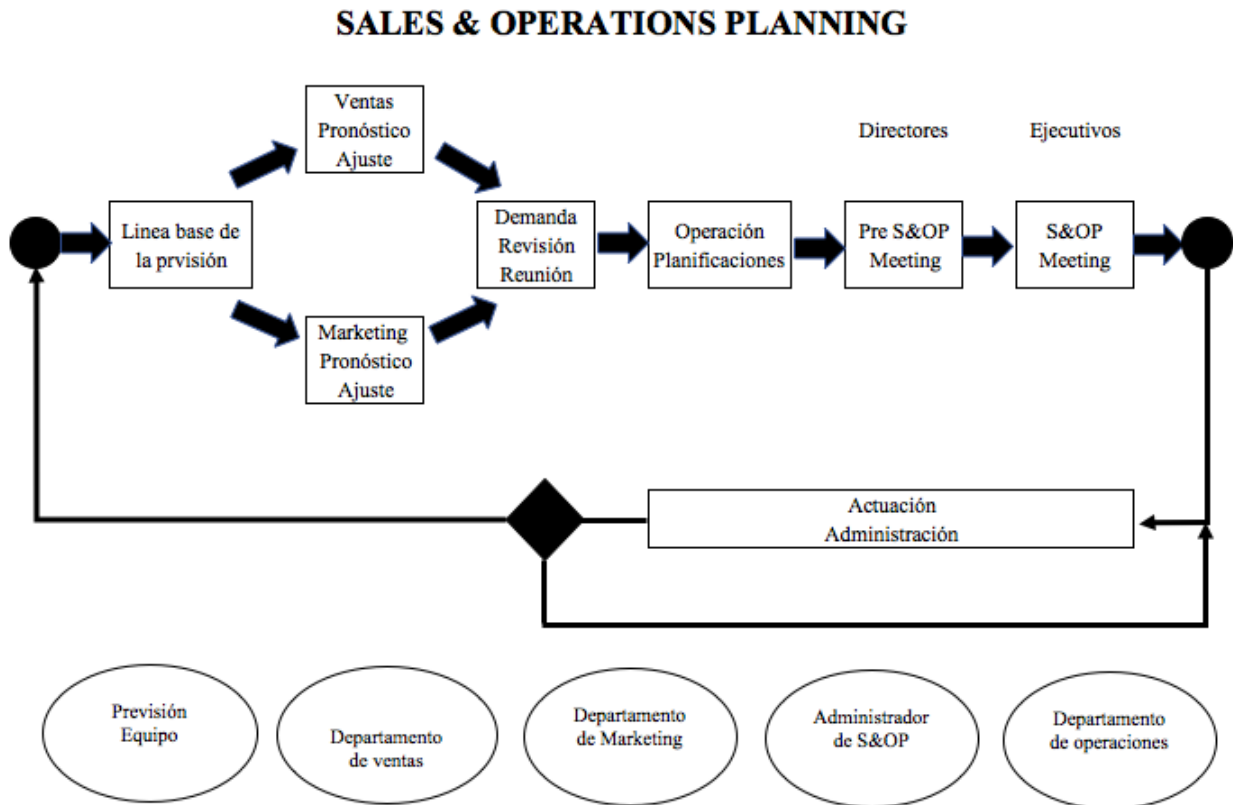 SALES & OPERATIONS PLANNING
Ventas
Pronóstico
Ajuste
Directores
Ejecutivos
Linea base de
la prvisión
Demanda
Revisión
Reunión
Operación
Planificaciones
Pre S&OP
Meeting
S&OP
Meeting
Marketing
Pronóstico
Ajuste
Actuación
Administración
Previsión
Equipo
Departamento
de ventas
Departamento
de Marketing
Administrador
de S&OP
Departamento
de operaciones